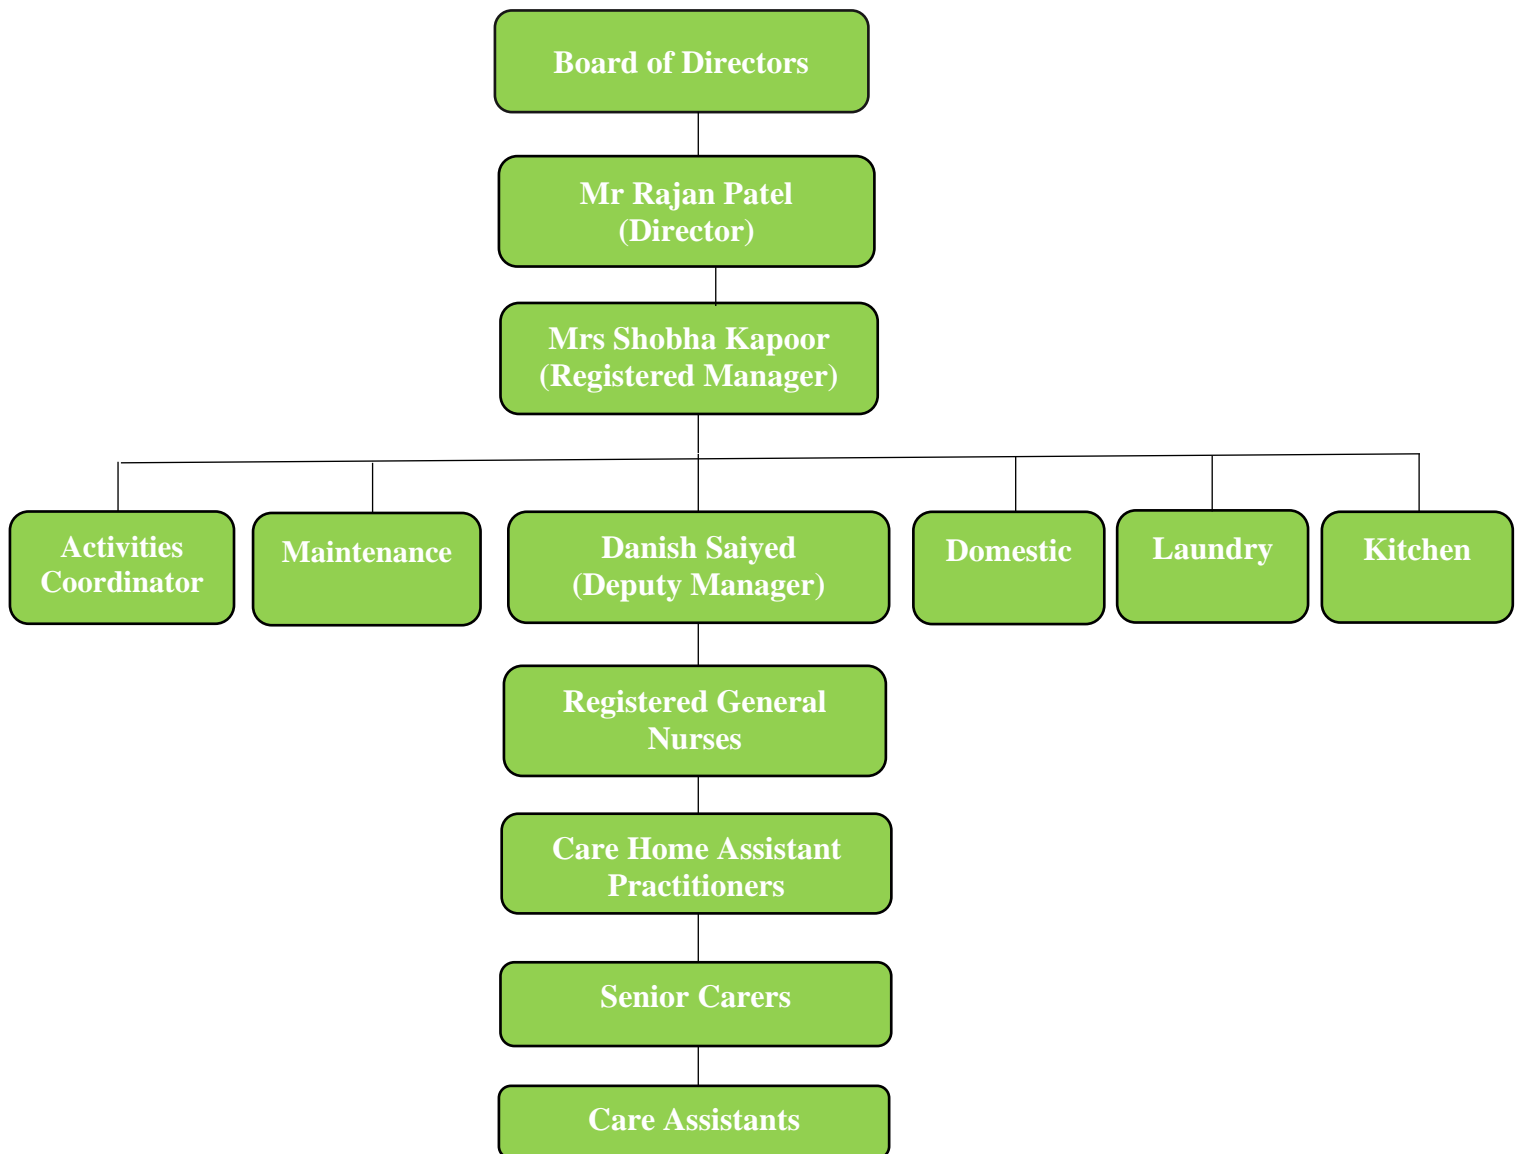 Board of Directors
Mr Rajan Patel
(Director)
Mrs Shobha Kapoor
(Registered Manager)
Activities
Coordinator
Maintenance
Danish Saiyed
(Deputy Manager)
Domestic
Laundry
Kitchen
Registered General
Nurses
Care Home Assistant
Practitioners
Senior Carers
Care Assistants